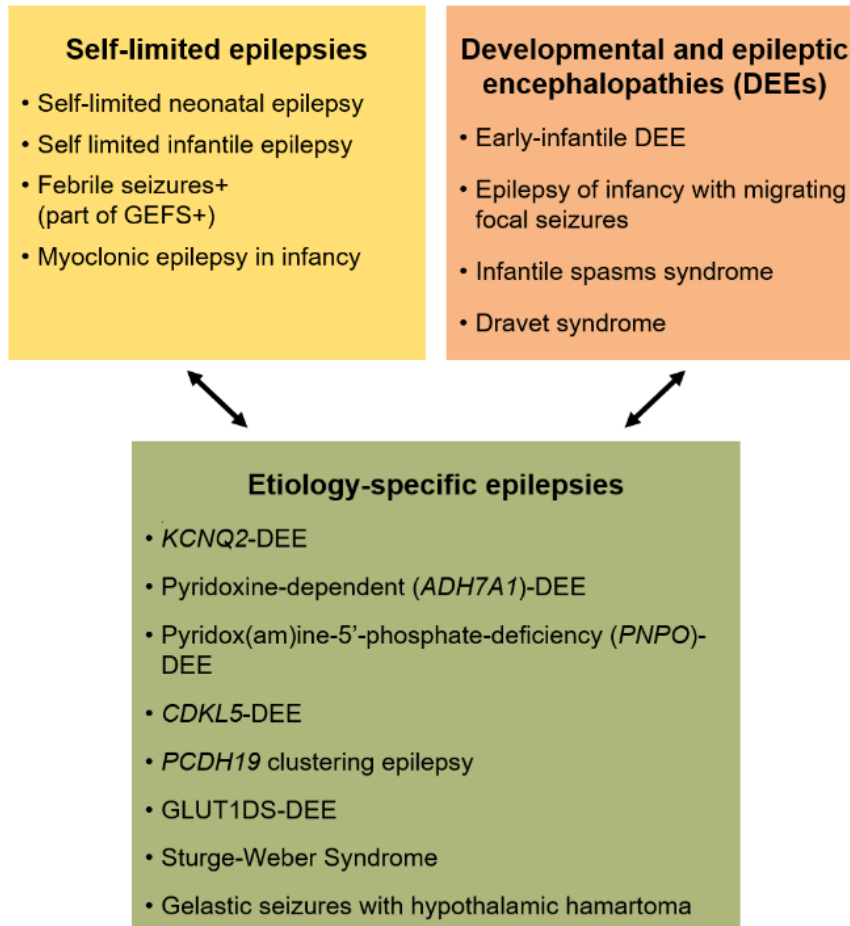 Self-limited epilepsies
• Self-limited neonatal epilepsy
• Self limited infantile epilepsy
• Febrile seizures+
(part of GEFS+)
• Myoclonic epilepsy in infancy
Developmental and epileptic
encephalopathies (DEEs)
• Early-infantile DEE
• Epilepsy of infancy with migrating
focal seizures
• Infantile spasms syndrome
• Dravet syndrome
Etiology-specific epilepsies
• KCNQ2-DEE
• Pyridoxine-dependent (ADH7A1)-DEE
• Pyridox(am)ine-5’-phosphate-deficiency (PNPO)-
DEE
• CDKL5-DEE
• PCDH19 clustering epilepsy
• GLUT1DS-DEE
• Sturge-Weber Syndrome
• Gelastic seizures with hypothalamic hamartoma